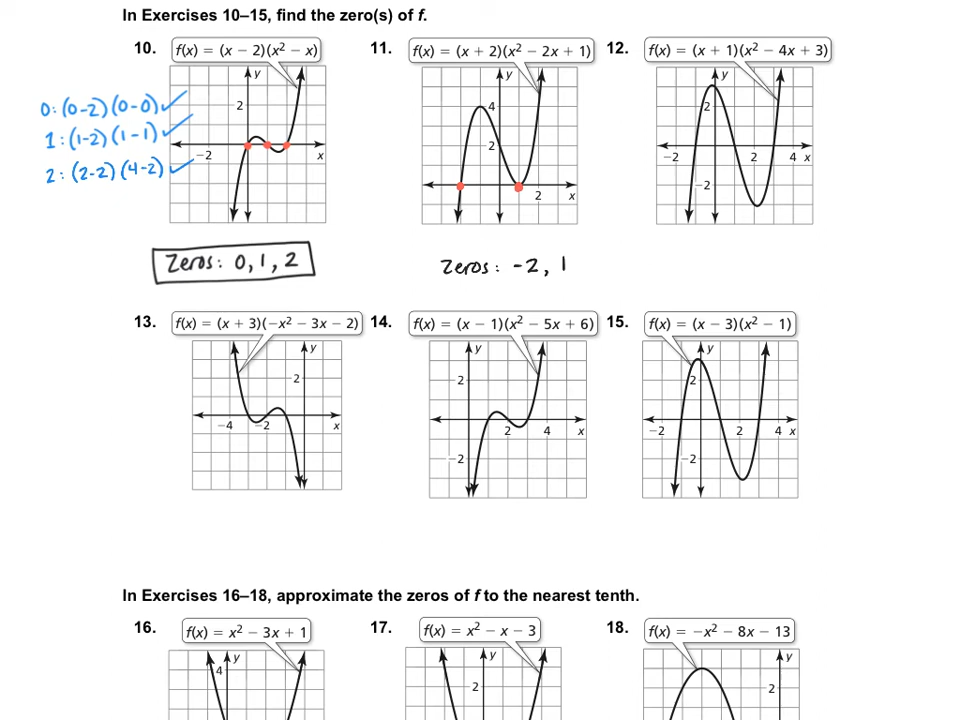 In Exercises 10–15, find the zero(s) of f.
10. f(x) = (x − 2)(x² − x)
11. f(x) = (x + 2)(x² − 2x + 1)
12. f(x) = (x + 1)(x² − 4x + 3)
0: (0-2)(0-0) ✓
1: (1-2)(1-1) ✓
2: (2-2)(4-2) ✓
y
2
−2
x
y
4
2
2
x
y
2
−2
2
4
x
−2
Zeros: 0, 1, 2
Zeros: -2, 1
13. f(x) = (x + 3)(−x² − 3x − 2)
14. f(x) = (x − 1)(x² − 5x + 6)
15. f(x) = (x − 3)(x² − 1)
y
2
−4
−2
x
y
2
2
4
x
−2
y
2
−2
2
4
x
−2
In Exercises 16–18, approximate the zeros of f to the nearest tenth.
16. f(x) = x² − 3x + 1
17. f(x) = x² − x − 3
18. f(x) = −x² − 8x − 13
y
4
y
2
y
2